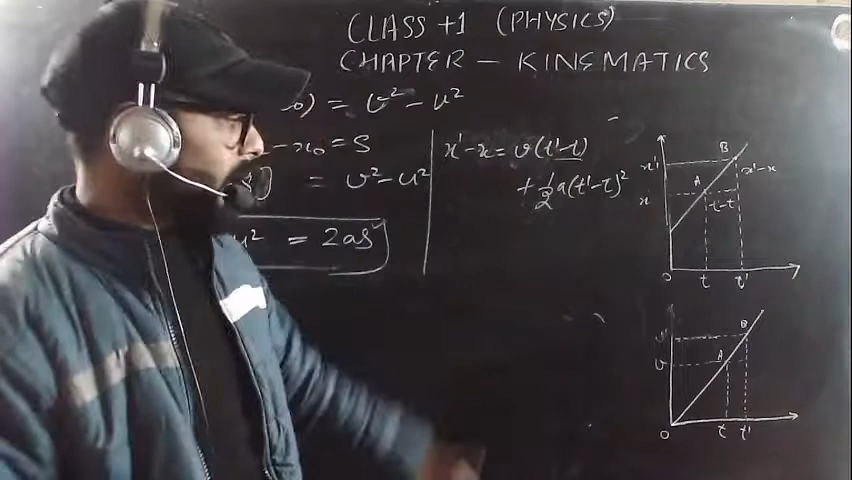 CLASS +1 (PHYSICS)
CHAPTER – KINEMATICS
) = v² – u²
- x₀ = S
= v² – u²
u² = 2aS
x' – x = v(t' – t)
+ ½ a(t' – t)²
B
x'
x' – x
A
x
t' – t
O t t'
B
v'
A
v
O t t'